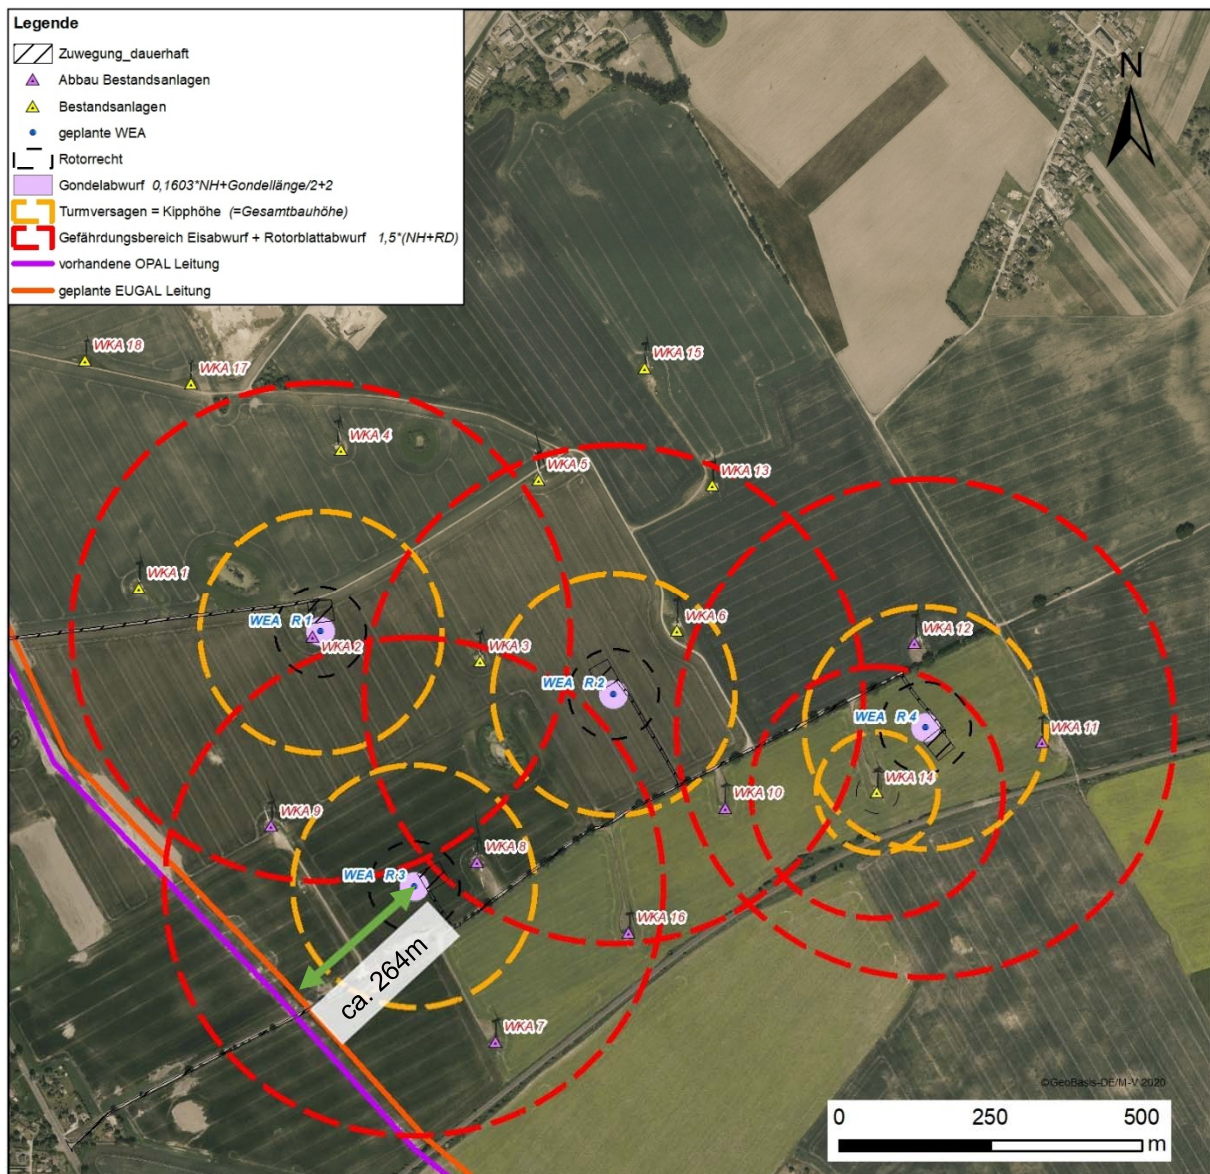 Legende
Zuwegung_dauerhaft
Abbau Bestandsanlagen
Bestandsanlagen
geplante WEA
Rotorrecht
Gondelabwurf 0,1603*NH+Gondellänge/2+2
Turmversagen = Kipphöhe (=Gesamtbauhöhe)
Gefährdungsbereich Eisabwurf + Rotorblattabwurf 1,5*(NH+RD)
vorhandene OPAL Leitung
geplante EUGAL Leitung
N
WKA 18
WKA 17
WKA 15
WKA 4
WKA 5
WKA 13
WKA 1
WEA R 1
WKA 2
WKA 3
WKA 6
WKA 12
WEA R 2
WEA R 4
WKA 11
WKA 14
WKA 10
WKA 9
WKA 8
WEA R 3
WKA 16
ca. 264m
WKA 7
©GeoBasis-DE/M-V 2020
0 250 500
m